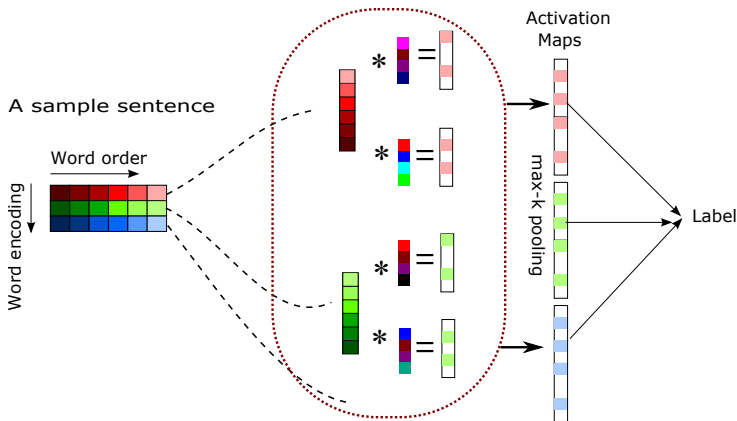 Activation
Maps
A sample sentence
Word order
Word encoding
* =
* =
* =
* =
max-k pooling
Label